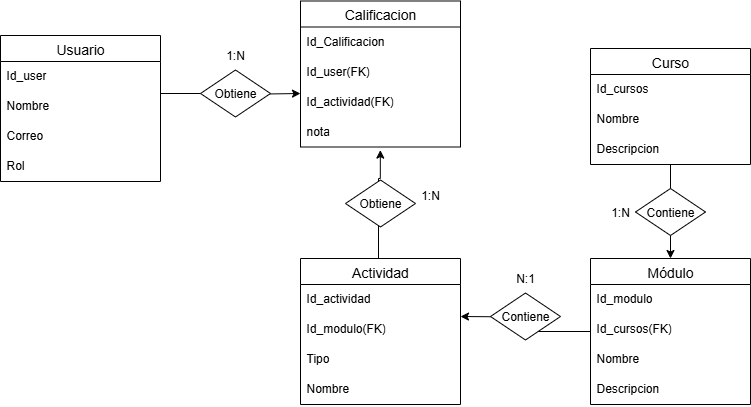 Usuario
Id_user
Nombre
Correo
Rol
1:N
Obtiene
Calificacion
Id_Calificacion
Id_user(FK)
Id_actividad(FK)
nota
Curso
Id_cursos
Nombre
Descripcion
Obtiene
1:N
1:N
Contiene
Actividad
Id_actividad
Id_modulo(FK)
Tipo
Nombre
N:1
Contiene
Módulo
Id_modulo
Id_cursos(FK)
Nombre
Descripcion